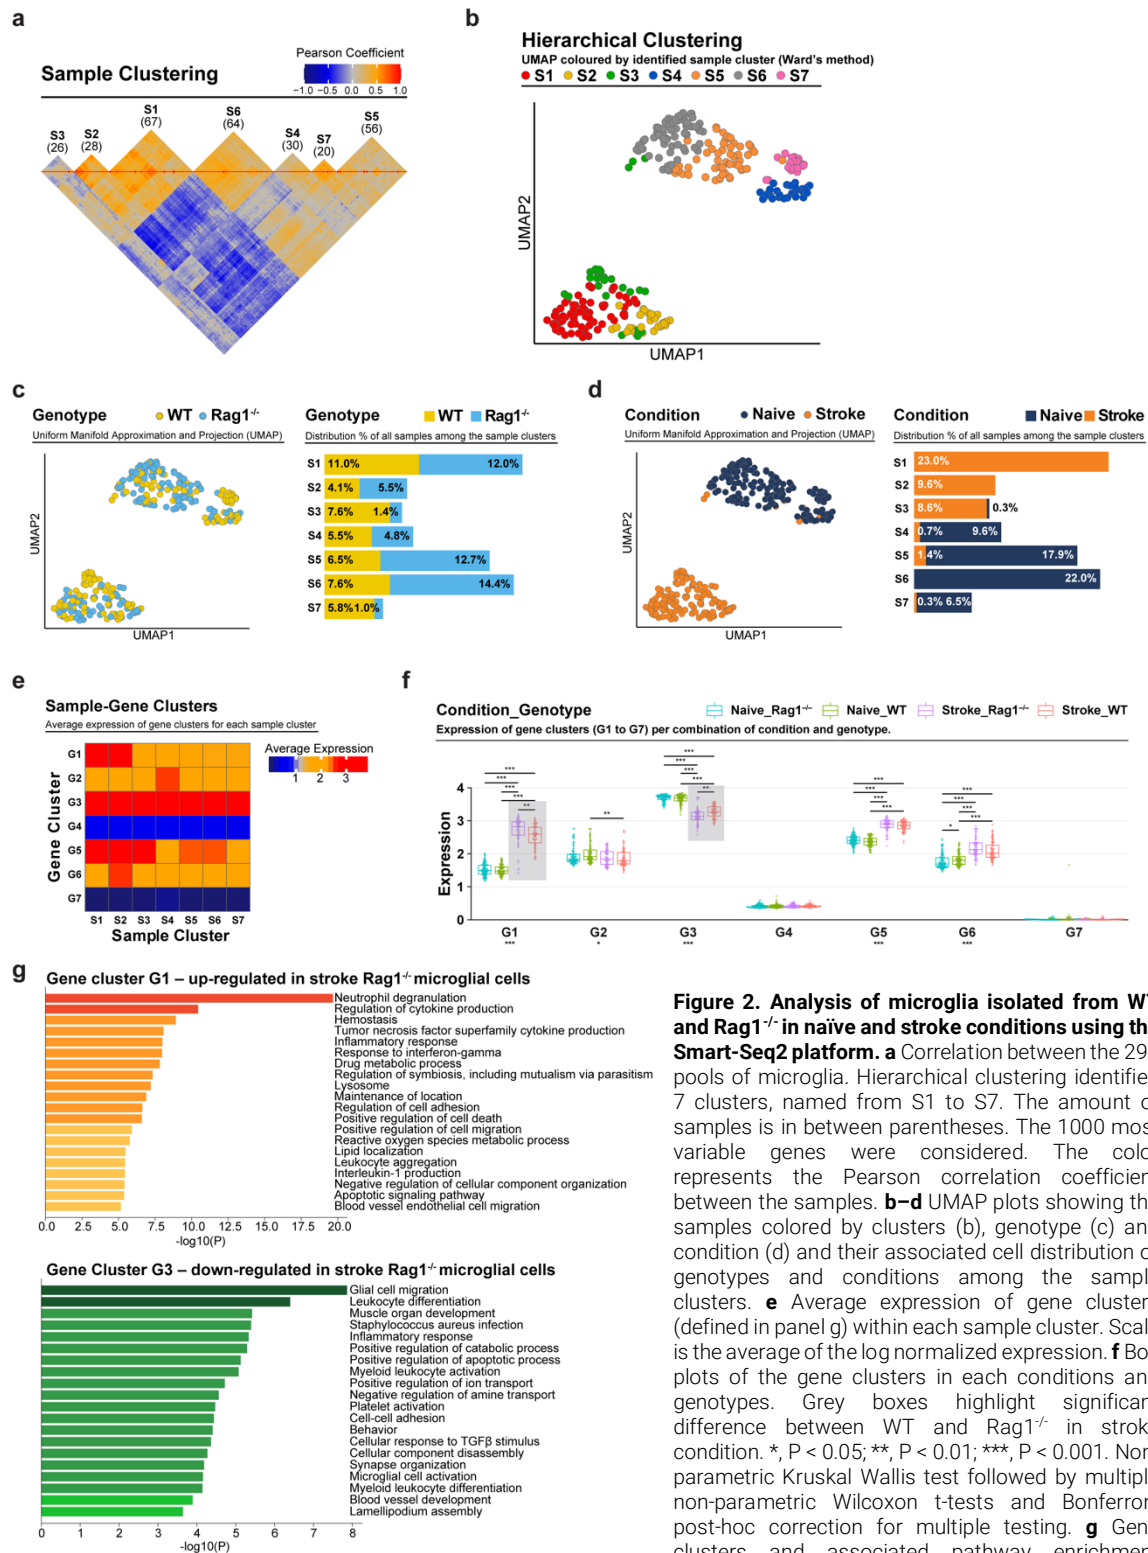 a
Sample Clustering
Pearson Coefficient
−1.0 −0.5 0.0 0.5 1.0
S3
(26)
S2
(28)
S1
(67)
S6
(64)
S4
(30)
S7
(20)
S5
(56)
b
Hierarchical Clustering
UMAP coloured by identified sample cluster (Ward's method)
S1 S2 S3 S4 S5 S6 S7
UMAP2
UMAP1
c
Genotype WT Rag1-/-
Uniform Manifold Approximation and Projection (UMAP)
UMAP2
UMAP1
Genotype WT Rag1-/-
Distribution % of all samples among the sample clusters
S1 11.0% 12.0%
S2 4.1% 5.5%
S3 7.6% 1.4%
S4 5.5% 4.8%
S5 6.5% 12.7%
S6 7.6% 14.4%
S7 5.8% 1.0%
d
Condition Naive Stroke
Uniform Manifold Approximation and Projection (UMAP)
UMAP2
UMAP1
Condition Naive Stroke
Distribution % of all samples among the sample clusters
S1 23.0%
S2 9.6%
S3 8.6% 0.3%
S4 0.7% 9.6%
S5 1.4% 17.9%
S6 22.0%
S7 0.3% 6.5%
e
Sample-Gene Clusters
Average expression of gene clusters for each sample cluster
Average Expression
1 2 3
Gene Cluster
G1
G2
G3
G4
G5
G6
G7
S1 S2 S3 S4 S5 S6 S7
Sample Cluster
f
Condition_Genotype
Naive_Rag1-/- Naive_WT Stroke_Rag1-/- Stroke_WT
Expression of gene clusters (G1 to G7) per combination of condition and genotype.
Expression
4
3
2
1
0
*** *** *** **
**
*** *** *** *** **
*** *** *** ***
*** *** *** *** *
G1 G2 G3 G4 G5 G6 G7
*** * *** *** ***
g
Gene cluster G1 – up-regulated in stroke Rag1-/- microglial cells
Neutrophil degranulation
Regulation of cytokine production
Hemostasis
Tumor necrosis factor superfamily cytokine production
Inflammatory response
Response to interferon-gamma
Drug metabolic process
Regulation of symbiosis, including mutualism via parasitism
Lysosome
Maintenance of location
Regulation of cell adhesion
Positive regulation of cell death
Positive regulation of cell migration
Reactive oxygen species metabolic process
Lipid localization
Leukocyte aggregation
Interleukin-1 production
Negative regulation of cellular component organization
Apoptotic signaling pathway
Blood vessel endothelial cell migration
0.0 2.5 5.0 7.5 10.0 12.5 15.0 17.5 20.0
-log10(P)
Gene Cluster G3 – down-regulated in stroke Rag1-/- microglial cells
Glial cell migration
Leukocyte differentiation
Muscle organ development
Staphylococcus aureus infection
Inflammatory response
Positive regulation of catabolic process
Positive regulation of apoptotic process
Myeloid leukocyte activation
Positive regulation of ion transport
Negative regulation of amine transport
Platelet activation
Cell-cell adhesion
Behavior
Cellular response to TGFβ stimulus
Cellular component disassembly
Synapse organization
Microglial cell activation
Myeloid leukocyte differentiation
Blood vessel development
Lamellipodium assembly
0 1 2 3 4 5 6 7 8
-log10(P)
Figure 2. Analysis of microglia isolated from W
and Rag1-/- in naïve and stroke conditions using th
Smart-Seq2 platform. a Correlation between the 29
pools of microglia. Hierarchical clustering identifie
7 clusters, named from S1 to S7. The amount o
samples is in between parentheses. The 1000 mos
variable genes were considered. The colo
represents the Pearson correlation coefficien
between the samples. b–d UMAP plots showing th
samples colored by clusters (b), genotype (c) an
condition (d) and their associated cell distribution o
genotypes and conditions among the sampl
clusters. e Average expression of gene cluster
(defined in panel g) within each sample cluster. Scal
is the average of the log normalized expression. f Bo
plots of the gene clusters in each conditions an
genotypes. Grey boxes highlight significan
difference between WT and Rag1-/- in strok
condition. *, P < 0.05; **, P < 0.01; ***, P < 0.001. Non
parametric Kruskal Wallis test followed by multipl
non-parametric Wilcoxon t-tests and Bonferron
post-hoc correction for multiple testing. g Gen
clusters and associated pathway enrichmen